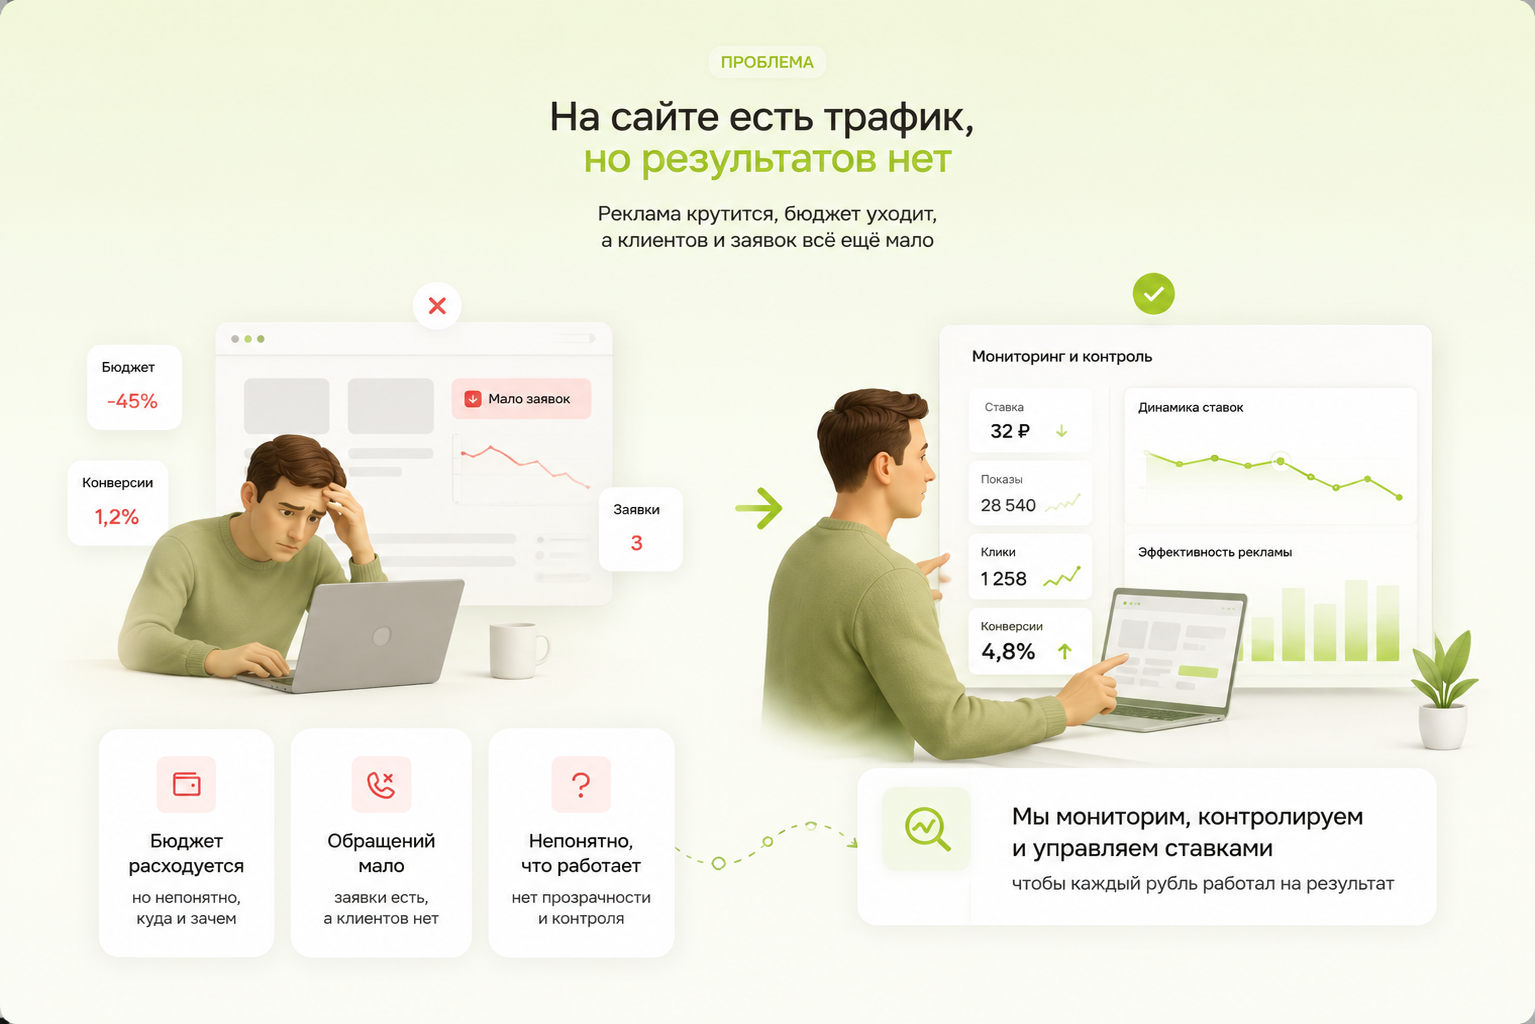 ПРОБЛЕМА
На сайте есть трафик,
но результатов нет
Реклама крутится, бюджет уходит,
а клиентов и заявок всё ещё мало
Бюджет
-45%
Конверсии
1,2%
Мало заявок
Заявки
3
Мониторинг и контроль
Ставка
32 ₽
Показы
28 540
Клики
1 258
Конверсии
4,8%
Динамика ставок
Эффективность рекламы
Бюджет
расходуется
но непонятно,
куда и зачем
Обращений
мало
заявки есть,
а клиентов нет
Непонятно,
что работает
нет прозрачности
и контроля
Мы мониторим, контролируем
и управляем ставками
чтобы каждый рубль работал на результат